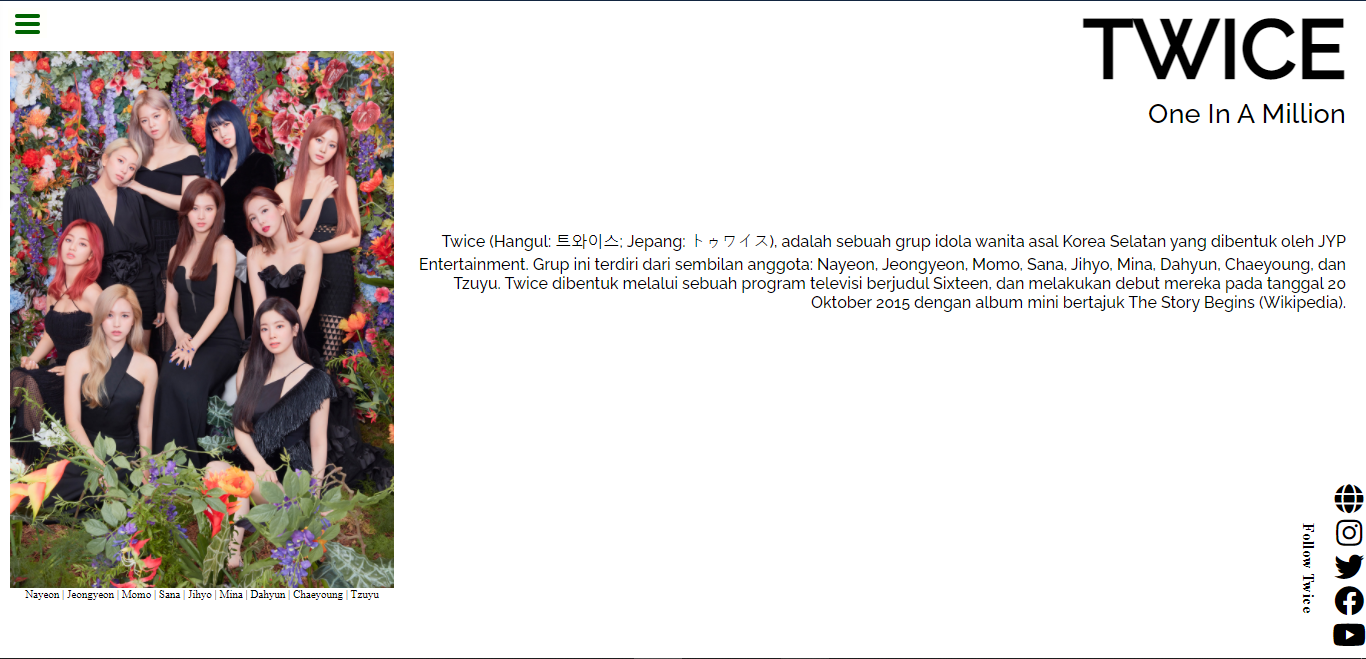 TWICE
One In A Million
Twice (Hangul: 트와이스; Jepang: トゥワイス), adalah sebuah grup idola wanita asal Korea Selatan yang dibentuk oleh JYP
Entertainment. Grup ini terdiri dari sembilan anggota: Nayeon, Jeongyeon, Momo, Sana, Jihyo, Mina, Dahyun, Chaeyoung, dan
Tzuyu. Twice dibentuk melalui sebuah program televisi berjudul Sixteen, dan melakukan debut mereka pada tanggal 20
Oktober 2015 dengan album mini bertajuk The Story Begins (Wikipedia).
Nayeon | Jeongyeon | Momo | Sana | Jihyo | Mina | Dahyun | Chaeyoung | Tzuyu
Follow Twice